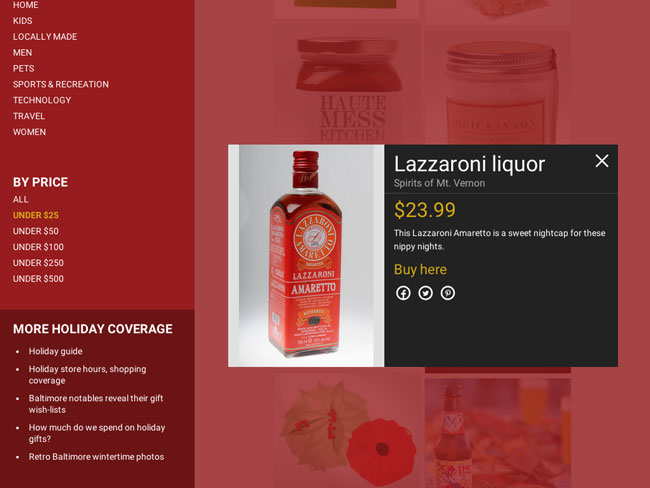 HOME
KIDS
LOCALLY MADE
MEN
PETS
SPORTS & RECREATION
TECHNOLOGY
TRAVEL
WOMEN
BY PRICE
ALL
UNDER $25
UNDER $50
UNDER $100
UNDER $250
UNDER $500
MORE HOLIDAY COVERAGE
Holiday guide
Holiday store hours, shopping
coverage
Baltimore notables reveal their gift
wish-lists
How much do we spend on holiday
gifts?
Retro Baltimore wintertime photos
HAUTE
MESS
KITCHEN
DICKINSON
LAZZARONI
AMARETTO
LAZZARONI
AMARETTO
Lazzaroni liquor
Spirits of Mt. Vernon
$23.99
This Lazzaroni Amaretto is a sweet nightcap for these
nippy nights.
Buy here